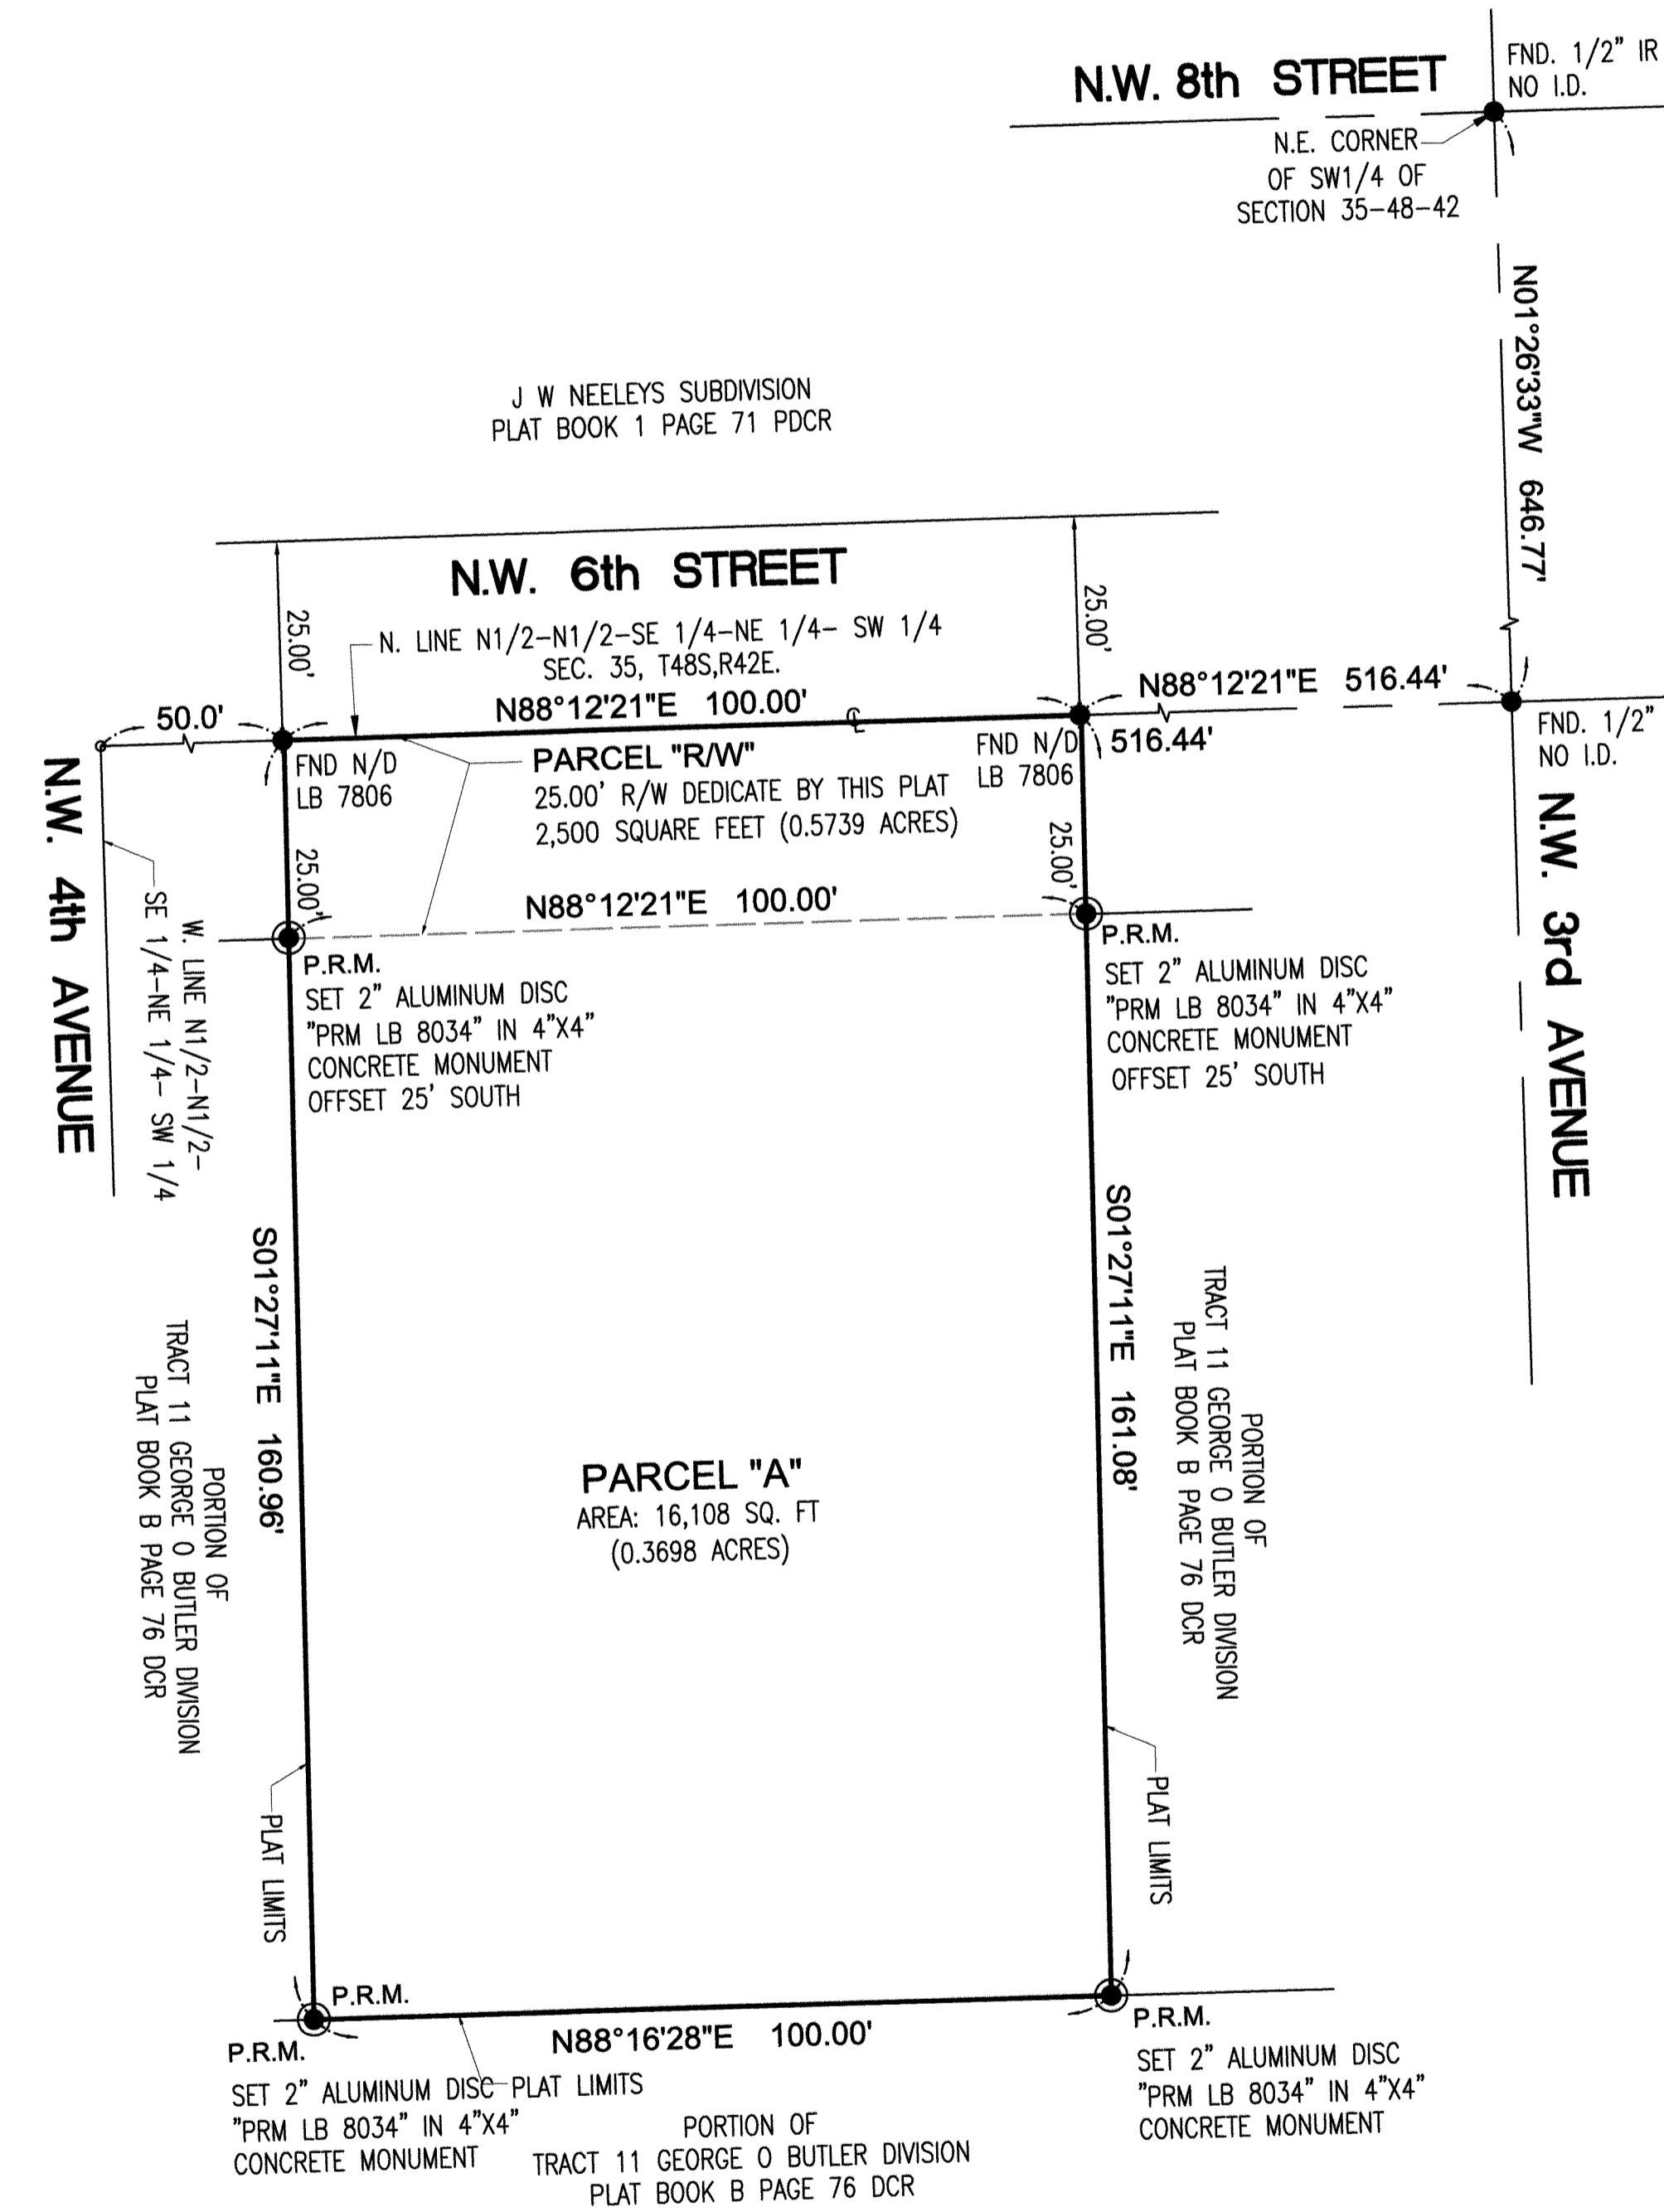 N.W. 8th STREET
FND. 1/2" IR
NO I.D.
N.E. CORNER
OF SW1/4 OF
SECTION 35-48-42
N01°26'33"W 646.77'
J W NEELEYS SUBDIVISION
PLAT BOOK 1 PAGE 71 PDCR
N.W. 6th STREET
25.00'
25.00'
N. LINE N1/2-N1/2-SE 1/4-NE 1/4- SW 1/4
SEC. 35, T48S,R42E.
N88°12'21"E 100.00'
N88°12'21"E 516.44'
50.0'
℄
516.44'
FND N/D
LB 7806
PARCEL "R/W"
25.00' R/W DEDICATE BY THIS PLAT
2,500 SQUARE FEET (0.5739 ACRES)
FND N/D
LB 7806
FND. 1/2"
NO I.D.
25.00'
25.00'
N88°12'21"E 100.00'
N.W. 4th AVENUE
W. LINE N1/2-N1/2-
SE 1/4-NE 1/4- SW 1/4
N.W. 3rd AVENUE
P.R.M.
SET 2" ALUMINUM DISC
"PRM LB 8034" IN 4"X4"
CONCRETE MONUMENT
OFFSET 25' SOUTH
P.R.M.
SET 2" ALUMINUM DISC
"PRM LB 8034" IN 4"X4"
CONCRETE MONUMENT
OFFSET 25' SOUTH
S01°27'11"E 160.96'
S01°27'11"E 161.08'
PORTION OF
TRACT 11 GEORGE O BUTLER DIVISION
PLAT BOOK B PAGE 76 DCR
PORTION OF
TRACT 11 GEORGE O BUTLER DIVISION
PLAT BOOK B PAGE 76 DCR
PARCEL "A"
AREA: 16,108 SQ. FT
(0.3698 ACRES)
PLAT LIMITS
PLAT LIMITS
P.R.M.
N88°16'28"E 100.00'
P.R.M.
SET 2" ALUMINUM DISC
"PRM LB 8034" IN 4"X4"
CONCRETE MONUMENT
PLAT LIMITS
PORTION OF
TRACT 11 GEORGE O BUTLER DIVISION
PLAT BOOK B PAGE 76 DCR
P.R.M.
SET 2" ALUMINUM DISC
"PRM LB 8034" IN 4"X4"
CONCRETE MONUMENT